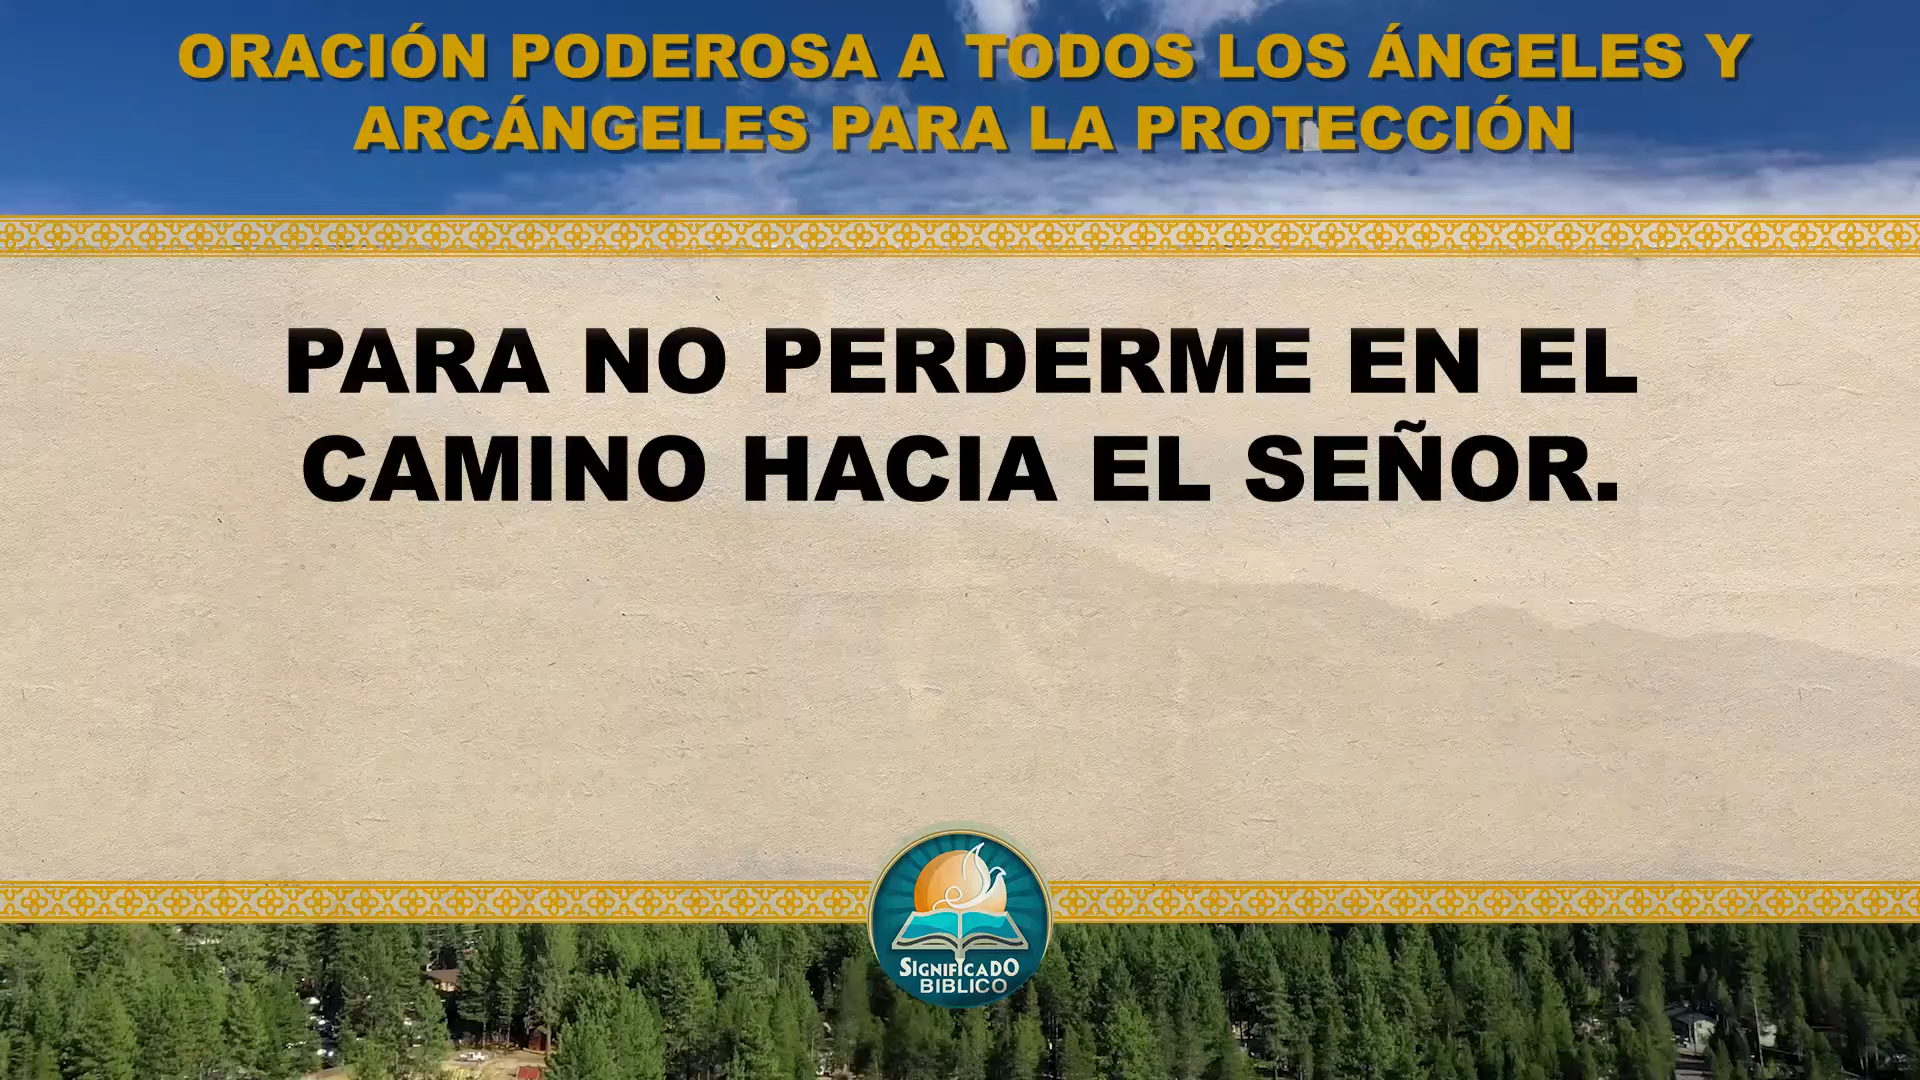 ORACIÓN PODEROSA A TODOS LOS ÁNGELES Y
ARCÁNGELES PARA LA PROTECCIÓN
PARA NO PERDERME EN EL
CAMINO HACIA EL SEÑOR.
SIGNIFICADO
BIBLICO